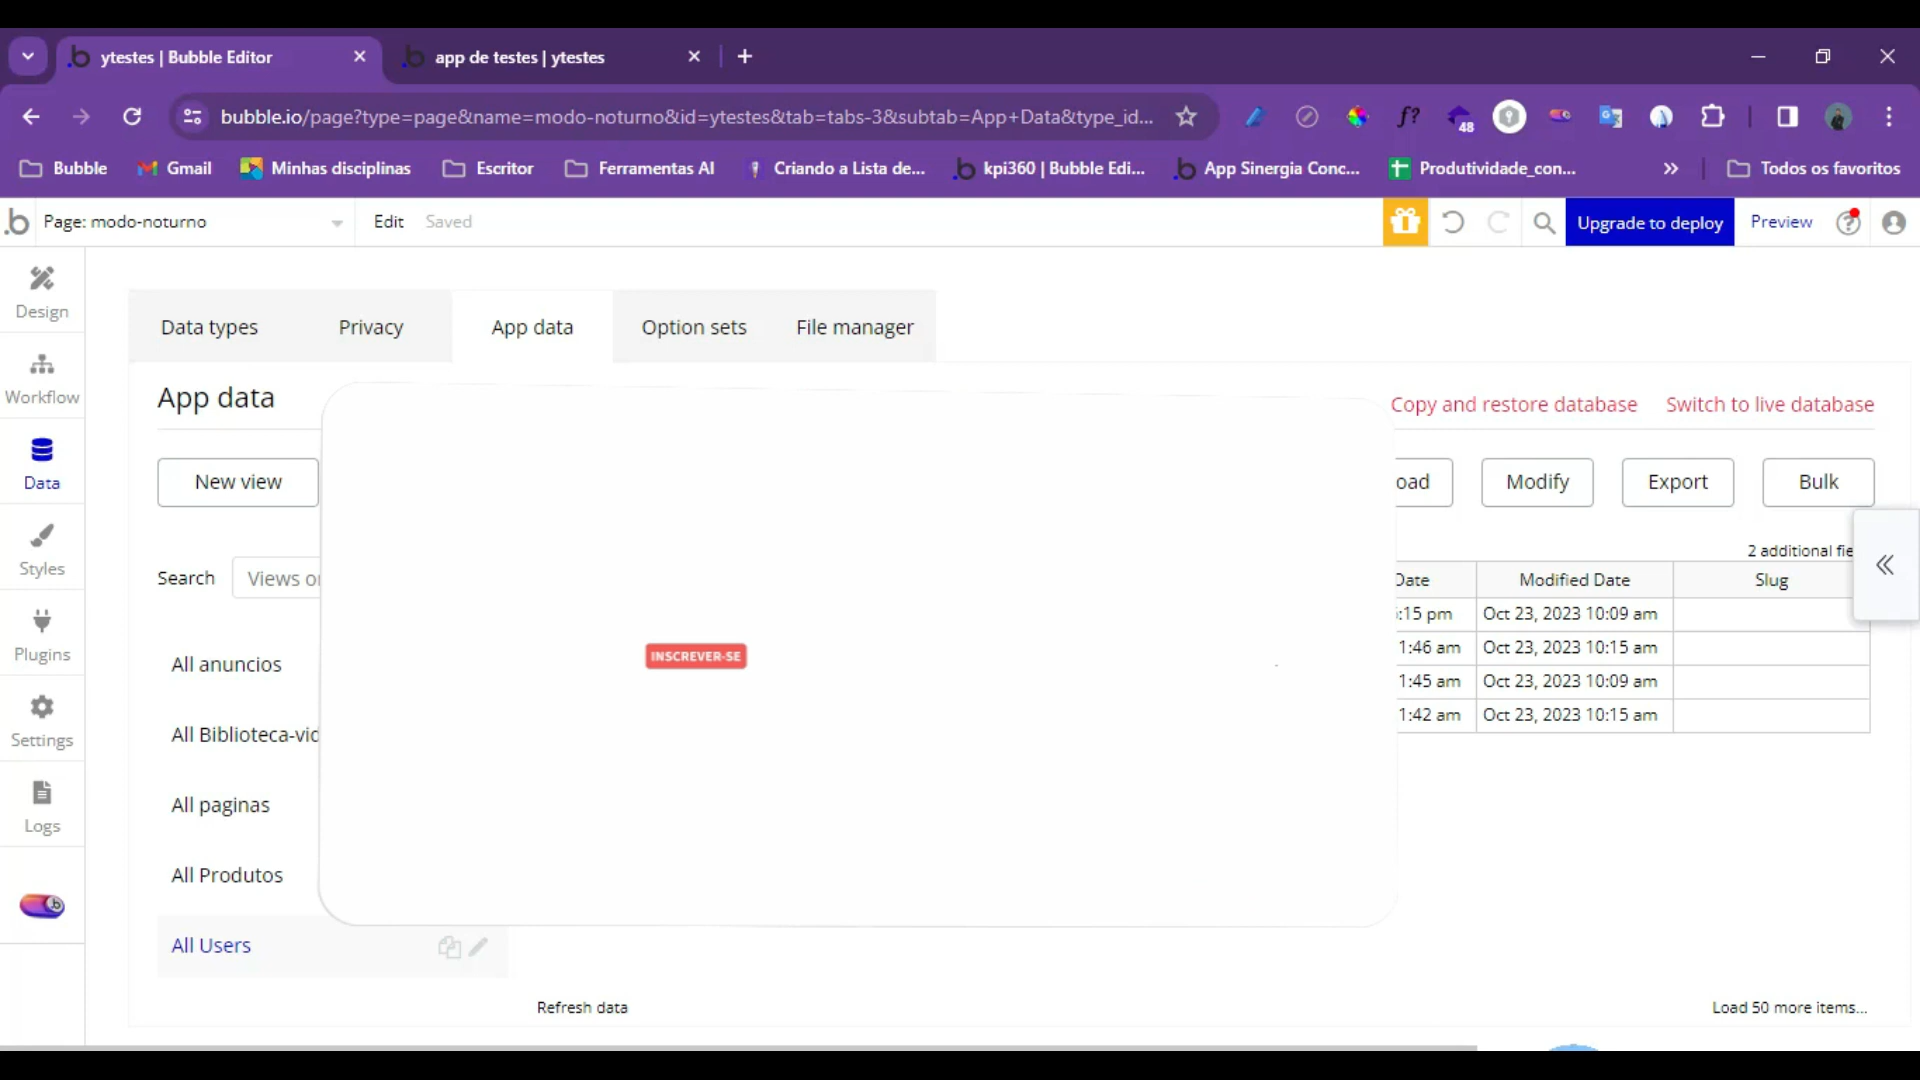 ytestes | Bubble Editor
app de testes | ytestes
bubble.io/page?type=page&name=modo-noturno&id=ytestes&tab=tabs-3&subtab=App+Data&type_id...
f?
48
Bubble
Gmail
Minhas disciplinas
Escritor
Ferramentas AI
Criando a Lista de...
kpi360 | Bubble Edi...
App Sinergia Conc...
Produtividade_con...
Todos os favoritos
.b
Page: modo-noturno
Edit
Saved
Upgrade to deploy
Preview
Design
Workflow
Data
Styles
Plugins
Settings
Logs
Data types
Privacy
App data
Option sets
File manager
App data
Copy and restore database
Switch to live database
New view
oad
Modify
Export
Bulk
Search
Views o
2 additional fie
Date
Modified Date
Slug
:15 pm
Oct 23, 2023 10:09 am
1:46 am
Oct 23, 2023 10:15 am
1:45 am
Oct 23, 2023 10:09 am
1:42 am
Oct 23, 2023 10:15 am
INSCREVER-SE
All anuncios
All Biblioteca-vid
All paginas
All Produtos
All Users
Refresh data
Load 50 more items...